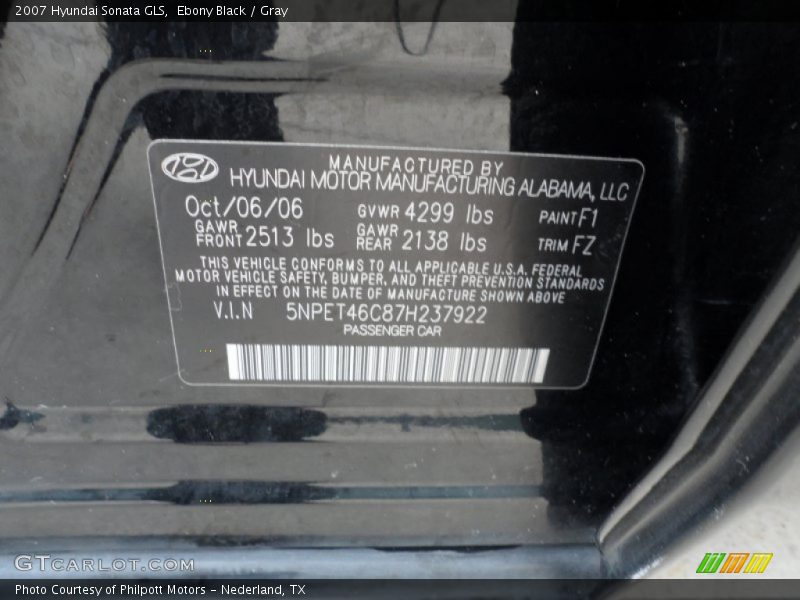 2007 Hyundai Sonata GLS, Ebony Black / Gray
MANUFACTURED BY
HYUNDAI MOTOR MANUFACTURING ALABAMA, LLC
Oct/06/06 GVWR 4299 lbs PAINT F1
GAWR FRONT 2513 lbs GAWR REAR 2138 lbs TRIM FZ
THIS VEHICLE CONFORMS TO ALL APPLICABLE U.S.A. FEDERAL
MOTOR VEHICLE SAFETY, BUMPER, AND THEFT PREVENTION STANDARDS
IN EFFECT ON THE DATE OF MANUFACTURE SHOWN ABOVE
V.I.N 5NPET46C87H237922
PASSENGER CAR
GTCARLOT.COM
Photo Courtesy of Philpott Motors - Nederland, TX